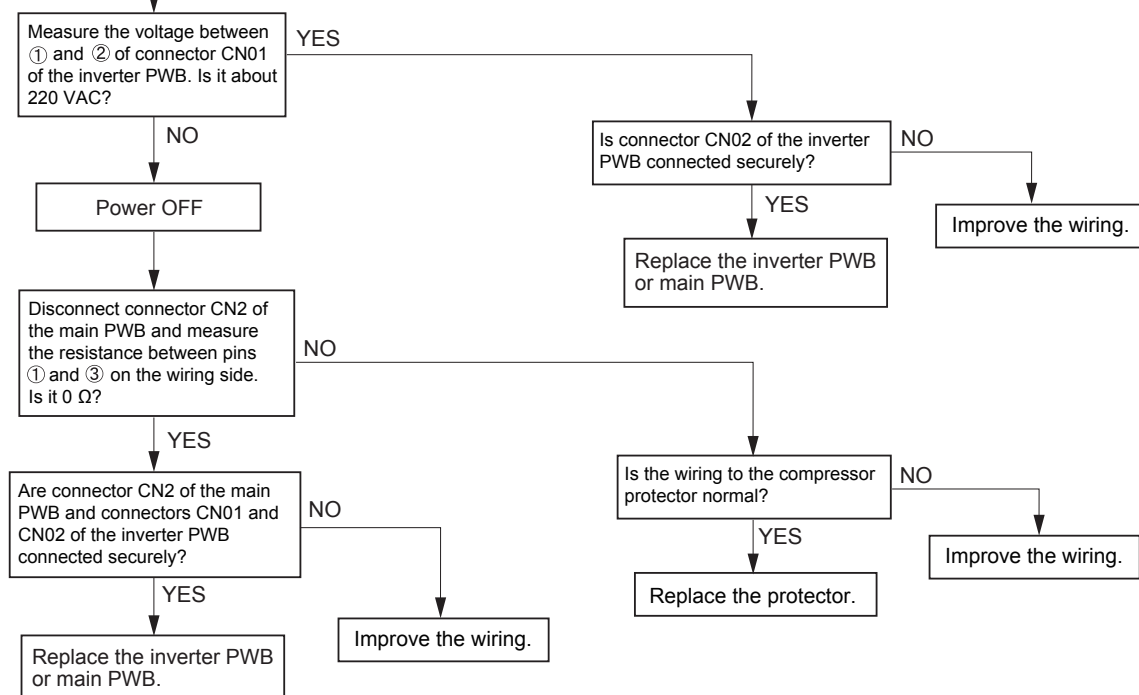 Measure the voltage between
① and ② of connector CN01
of the inverter PWB. Is it about
220 VAC?
YES
NO
Is connector CN02 of the inverter
PWB connected securely?
NO
YES
Power OFF
Improve the wiring.
Replace the inverter PWB
or main PWB.
Disconnect connector CN2 of
the main PWB and measure
the resistance between pins
① and ③ on the wiring side.
Is it 0 Ω?
NO
YES
Is the wiring to the compressor
protector normal?
NO
YES
Are connector CN2 of the main
PWB and connectors CN01 and
CN02 of the inverter PWB
connected securely?
NO
YES
Improve the wiring.
Replace the protector.
Improve the wiring.
Replace the inverter PWB
or main PWB.